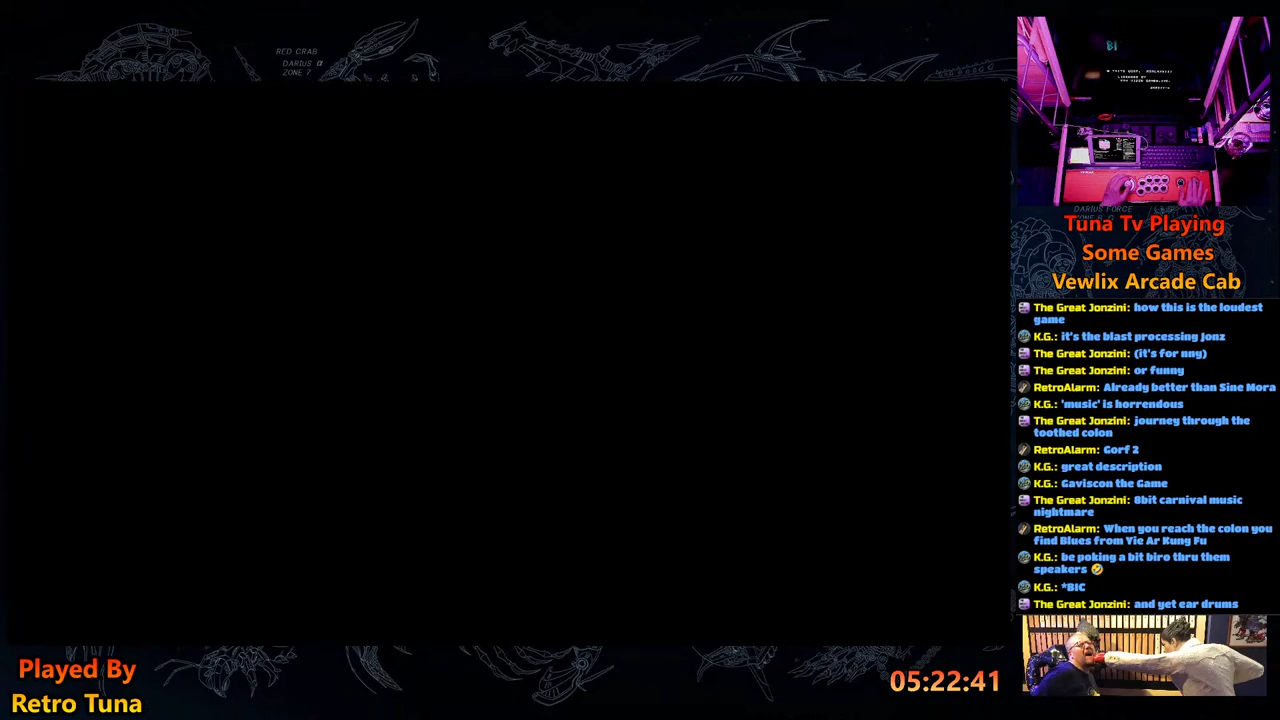 RED CRAB
DARIUS α
ZONE 7
DARIUS FORCE
Tuna Tv Playing
Some Games
Vewlix Arcade Cab
The Great Jonzini: how this is the loudest
game
K.G.: it's the blast processing Jonz
The Great Jonzini: (it's for nny)
The Great Jonzini: or funny
RetroAlarm: Already better than Sine Mora
K.G.: 'music' is horrendous
The Great Jonzini: journey through the
toothed colon
RetroAlarm: Gorf 2
K.G.: great description
K.G.: Gaviscon the Game
The Great Jonzini: 8bit carnival music
nightmare
RetroAlarm: When you reach the colon you
find Blues from Yie Ar Kung Fu
K.G.: be poking a bit biro thru them
speakers 🤣
K.G.: *BIC
The Great Jonzini: and yet ear drums
Played By
Retro Tuna
05:22:41